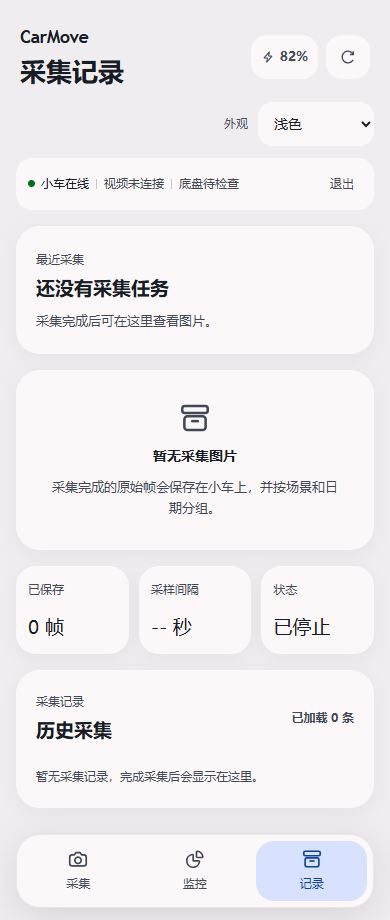 CarMove
采集记录
82%
外观 浅色
小车在线 | 视频未连接 | 底盘待检查 退出
最近采集
还没有采集任务
采集完成后可在这里查看图片。
暂无采集图片
采集完成的原始帧会保存在小车上，并按场景和日
期分组。
已保存 采样间隔 状态
0 帧 -- 秒 已停止
采集记录
历史采集
已加载 0 条
暂无采集记录，完成采集后会显示在这里。
采集 监控 记录